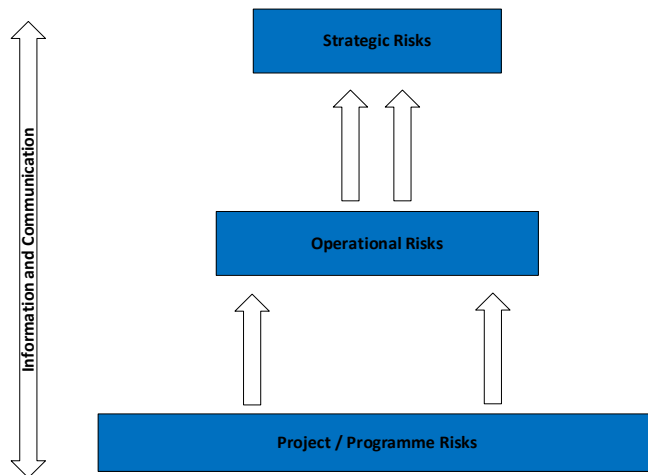 Strategic Risks
Information and Communication
Operational Risks
Project / Programme Risks